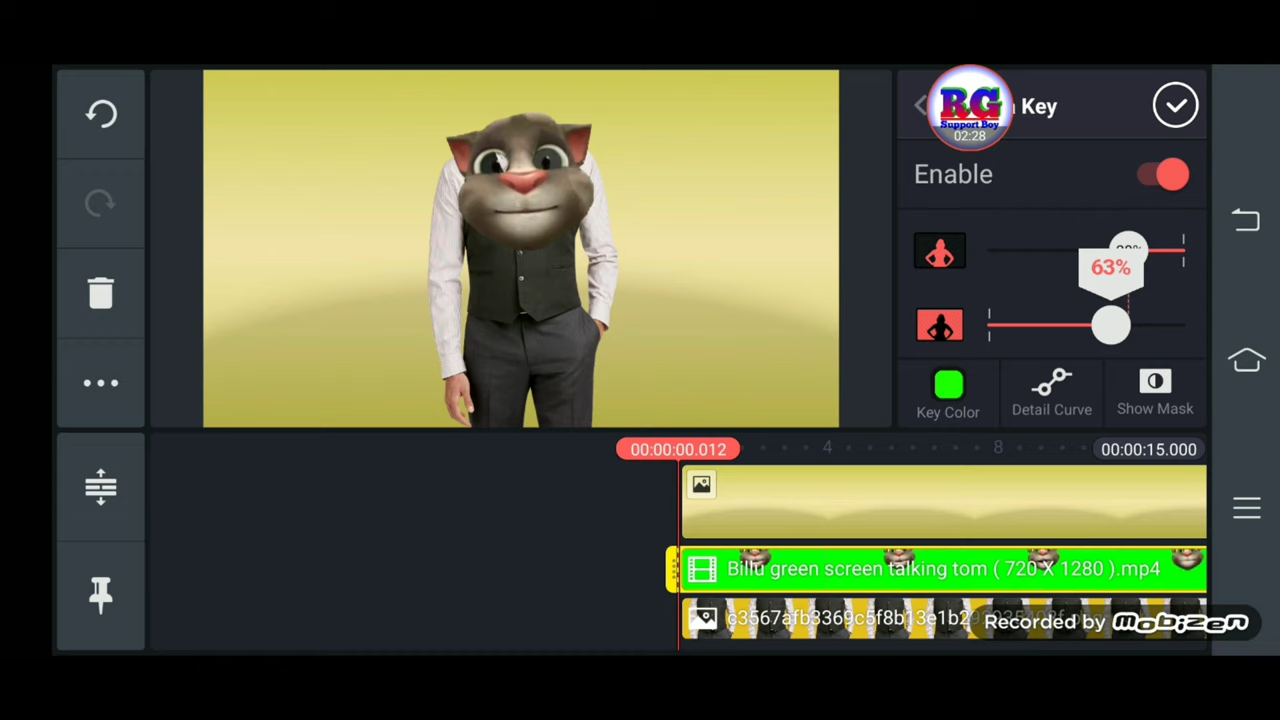 RG
Support Boy
02:28
Key
Enable
63%
Key Color
Detail Curve
Show Mask
00:00:00.012
4
8
00:00:15.000
Billu green screen talking tom ( 720 X 1280 ).mp4
Recorded by mobizen